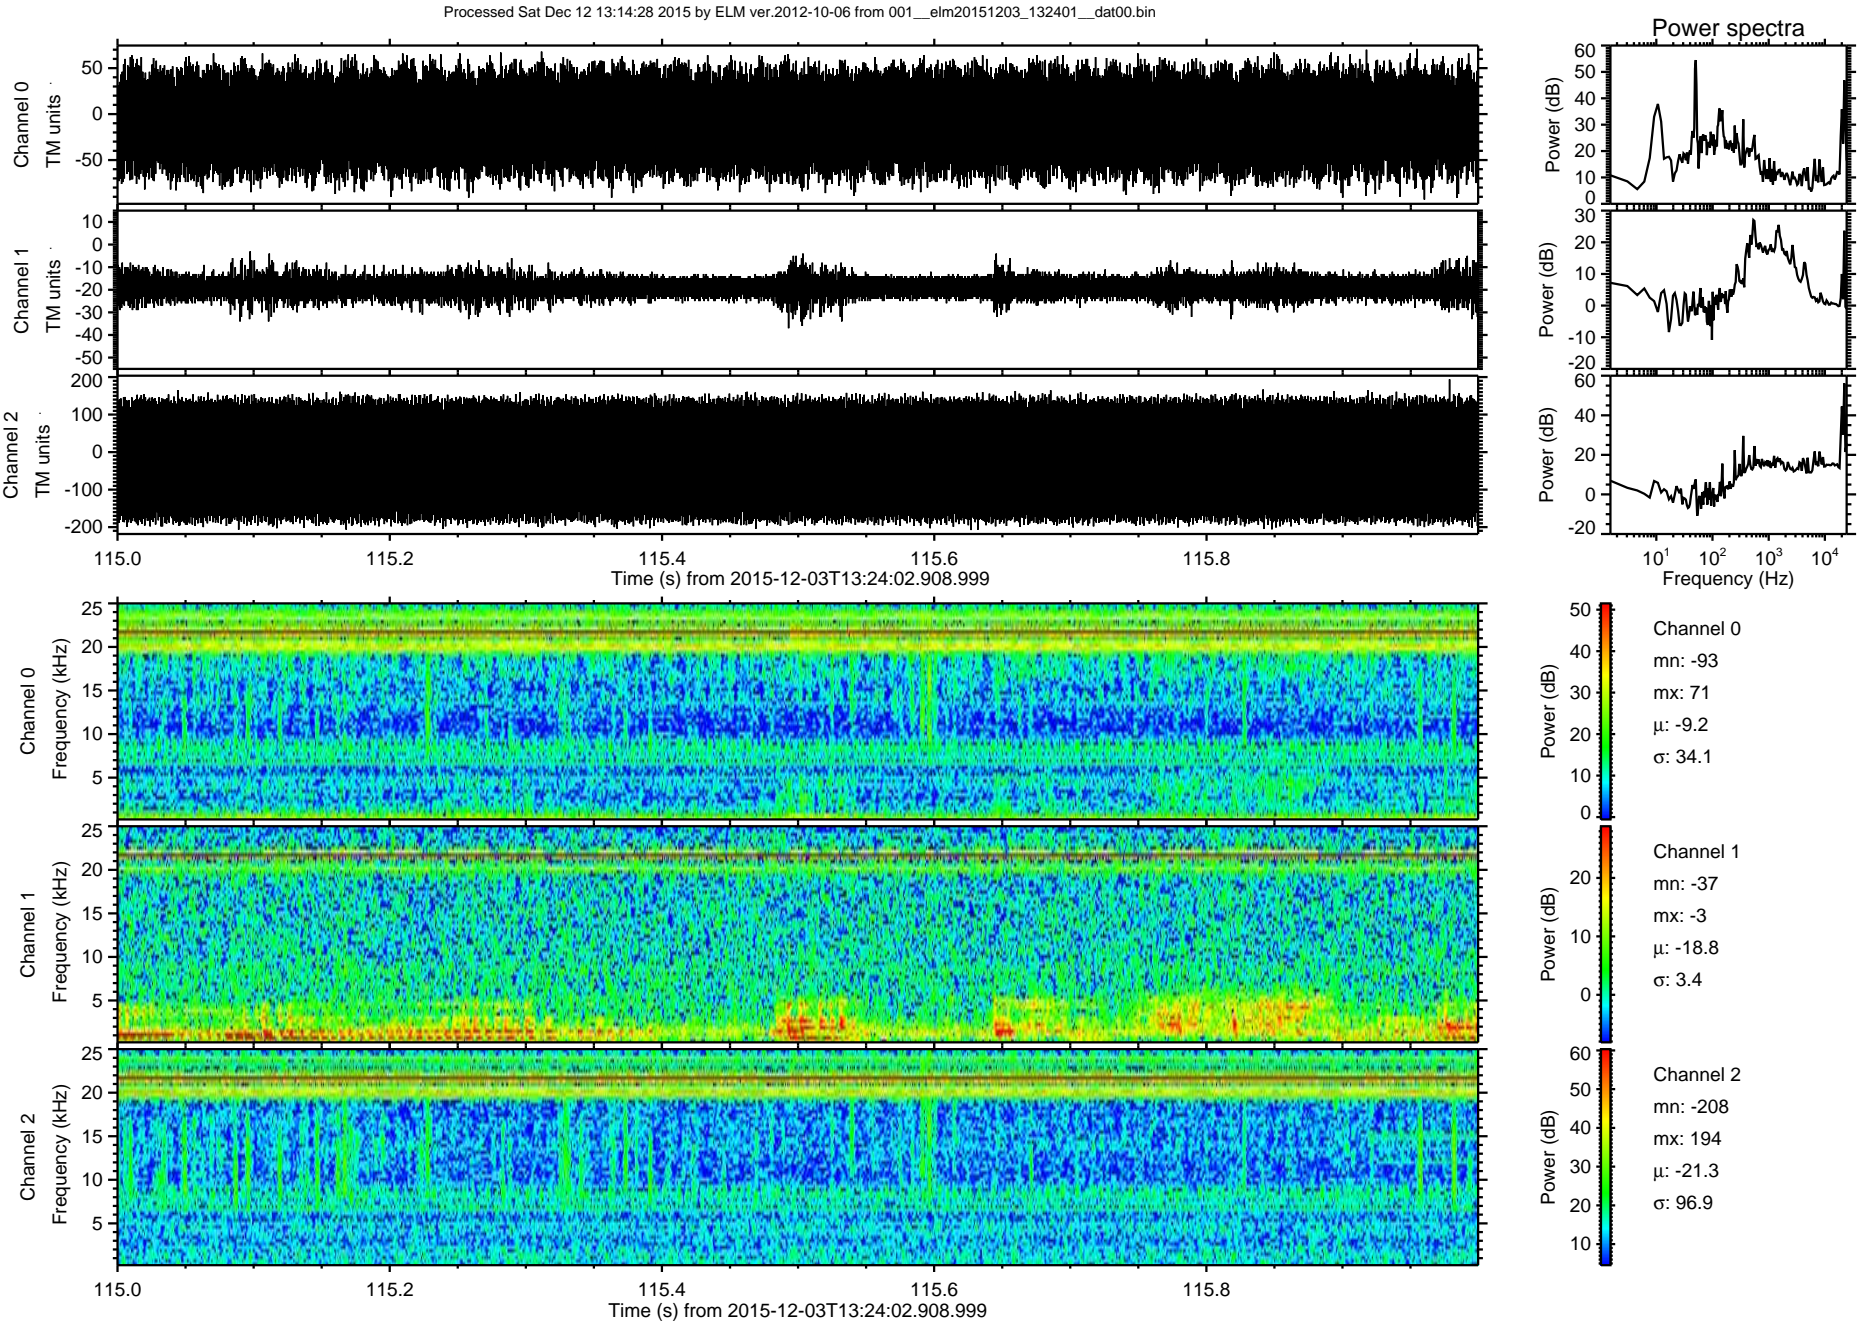 Processed Sat Dec 12 13:14:28 2015 by ELM ver.2012-10-06 from 001__elm20151203_132401__dat00.bin
Power spectra
Channel 0
TM units
50
0
-50
Power (dB)
60
50
40
30
20
10
0
Channel 1
TM units
10
0
-10
-20
-30
-40
-50
Power (dB)
30
20
10
0
-10
-20
Channel 2
TM units
200
100
0
-100
-200
Power (dB)
60
40
20
0
-20
115.0 115.2 115.4 115.6 115.8
Time (s) from 2015-12-03T13:24:02.908.999
10¹ 10² 10³ 10⁴
Frequency (Hz)
Channel 0
Frequency (kHz)
25
20
15
10
5
Power (dB)
50
40
30
20
10
0
Channel 0
mn: -93
mx: 71
μ: -9.2
σ: 34.1
Channel 1
Frequency (kHz)
25
20
15
10
5
Power (dB)
20
10
0
Channel 1
mn: -37
mx: -3
μ: -18.8
σ: 3.4
Channel 2
Frequency (kHz)
25
20
15
10
5
Power (dB)
60
50
40
30
20
10
Channel 2
mn: -208
mx: 194
μ: -21.3
σ: 96.9
115.0 115.2 115.4 115.6 115.8
Time (s) from 2015-12-03T13:24:02.908.999